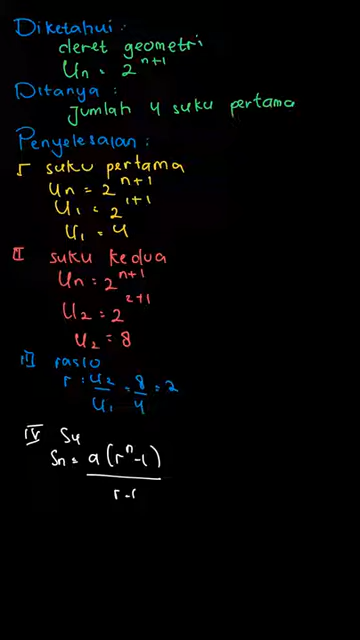 Diketahui:
deret geometri
Un = 2^(n+1)
Ditanya:
Jumlah 4 suku pertama
Penyelesaian:
I suku pertama
Un = 2^(n+1)
U₁ = 2^(1+1)
U₁ = 4
II suku kedua
Un = 2^(n+1)
U₂ = 2^(2+1)
U₂ = 8
III rasio
r = U₂/U₁ = 8/4 = 2
IV S₄
Sn = a(rⁿ-1)
r-1